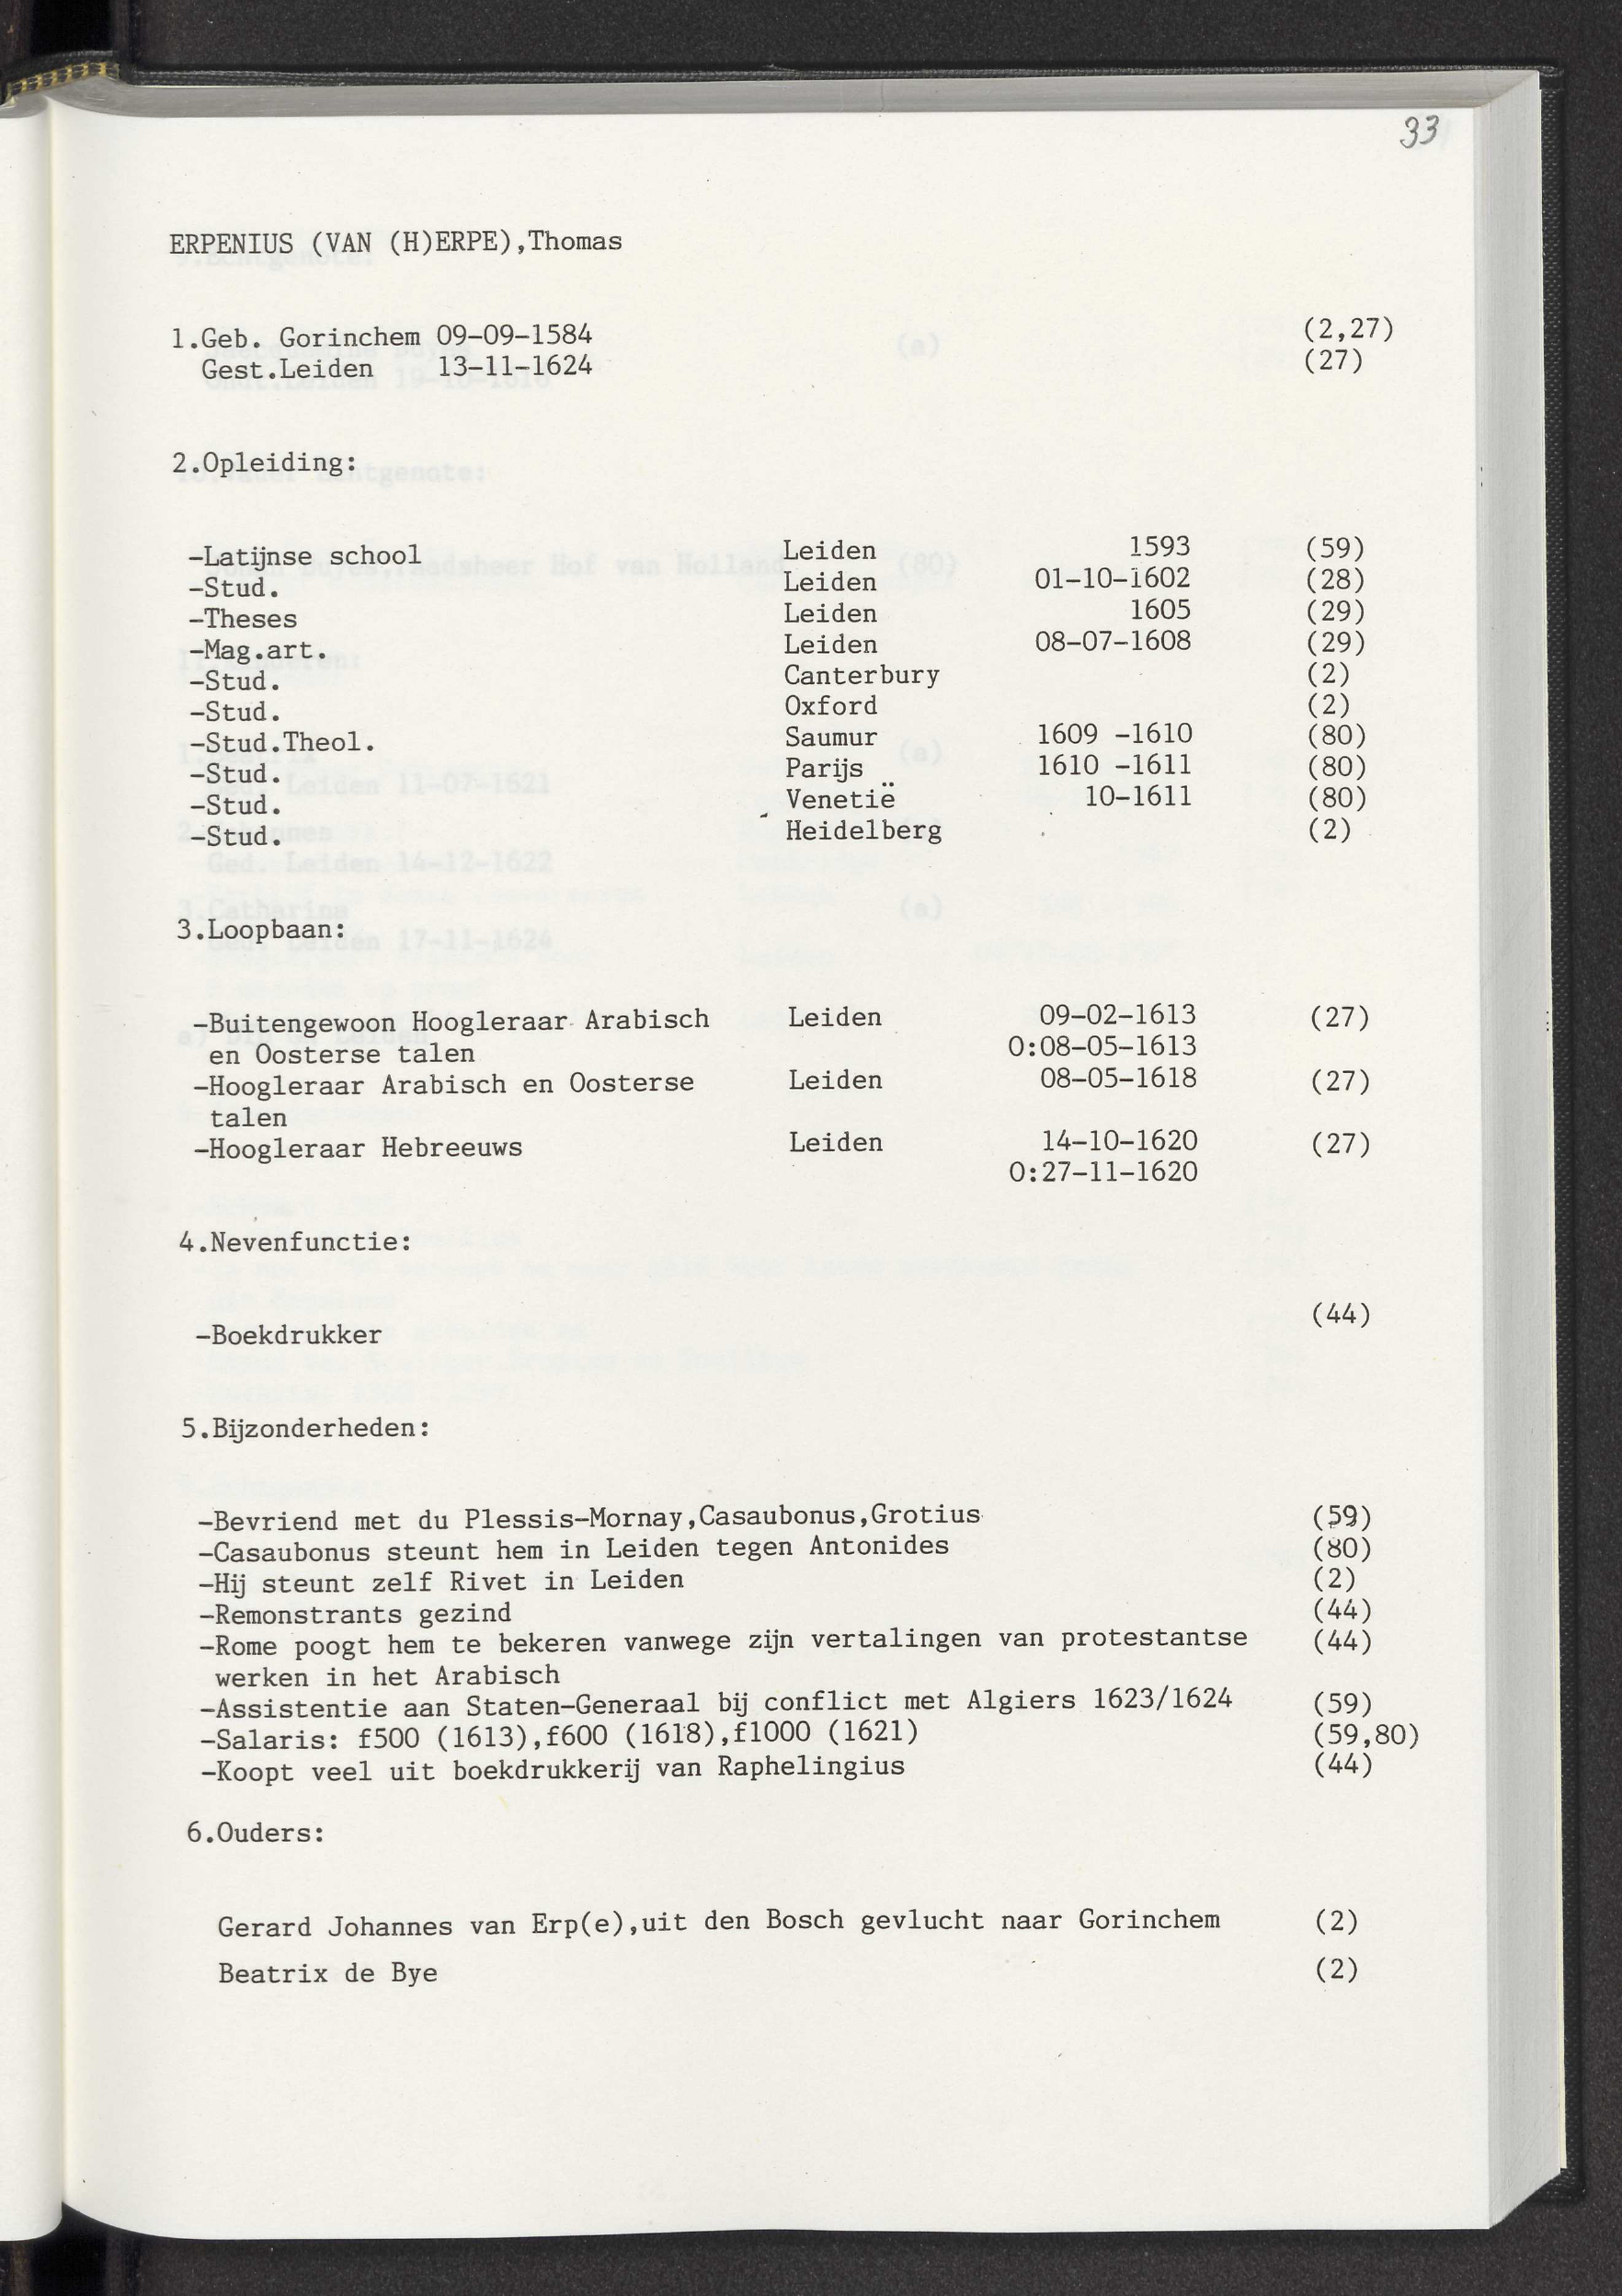 33
ERPENIUS (VAN (H)ERPE),Thomas
1.Geb. Gorinchem 09-09-1584 (2,27)
Gest.Leiden 13-11-1624 (27)
2.Opleiding:
-Latijnse school Leiden 1593 (59)
-Stud. Leiden 01-10-1602 (28)
-Theses Leiden 1605 (29)
-Mag.art. Leiden 08-07-1608 (29)
-Stud. Canterbury (2)
-Stud. Oxford (2)
-Stud.Theol. Saumur 1609 -1610 (80)
-Stud. Parijs 1610 -1611 (80)
-Stud. Venetië 10-1611 (80)
-Stud. Heidelberg (2)
3.Loopbaan:
-Buitengewoon Hoogleraar Arabisch Leiden 09-02-1613 (27)
en Oosterse talen O:08-05-1613
-Hoogleraar Arabisch en Oosterse Leiden 08-05-1618 (27)
talen
-Hoogleraar Hebreeuws Leiden 14-10-1620 (27)
O:27-11-1620
4.Nevenfunctie:
-Boekdrukker (44)
5.Bijzonderheden:
-Bevriend met du Plessis-Mornay,Casaubonus,Grotius (59)
-Casaubonus steunt hem in Leiden tegen Antonides (80)
-Hij steunt zelf Rivet in Leiden (2)
-Remonstrants gezind (44)
-Rome poogt hem te bekeren vanwege zijn vertalingen van protestantse (44)
werken in het Arabisch
-Assistentie aan Staten-Generaal bij conflict met Algiers 1623/1624 (59)
-Salaris: f500 (1613),f600 (1618),f1000 (1621) (59,80)
-Koopt veel uit boekdrukkerij van Raphelingius (44)
6.Ouders:
Gerard Johannes van Erp(e),uit den Bosch gevlucht naar Gorinchem (2)
Beatrix de Bye (2)